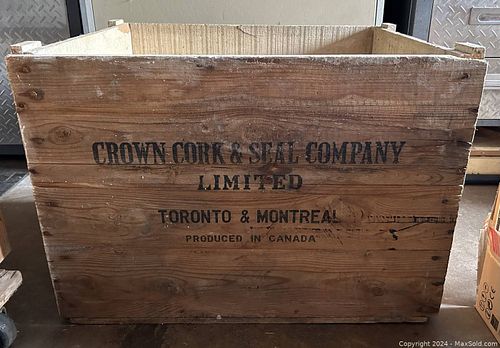 CROWN CORK & SEAL COMPANY
LIMITED
TORONTO & MONTREAL
PRODUCED IN CANADA
Copyright 2024 - MaxSold.com